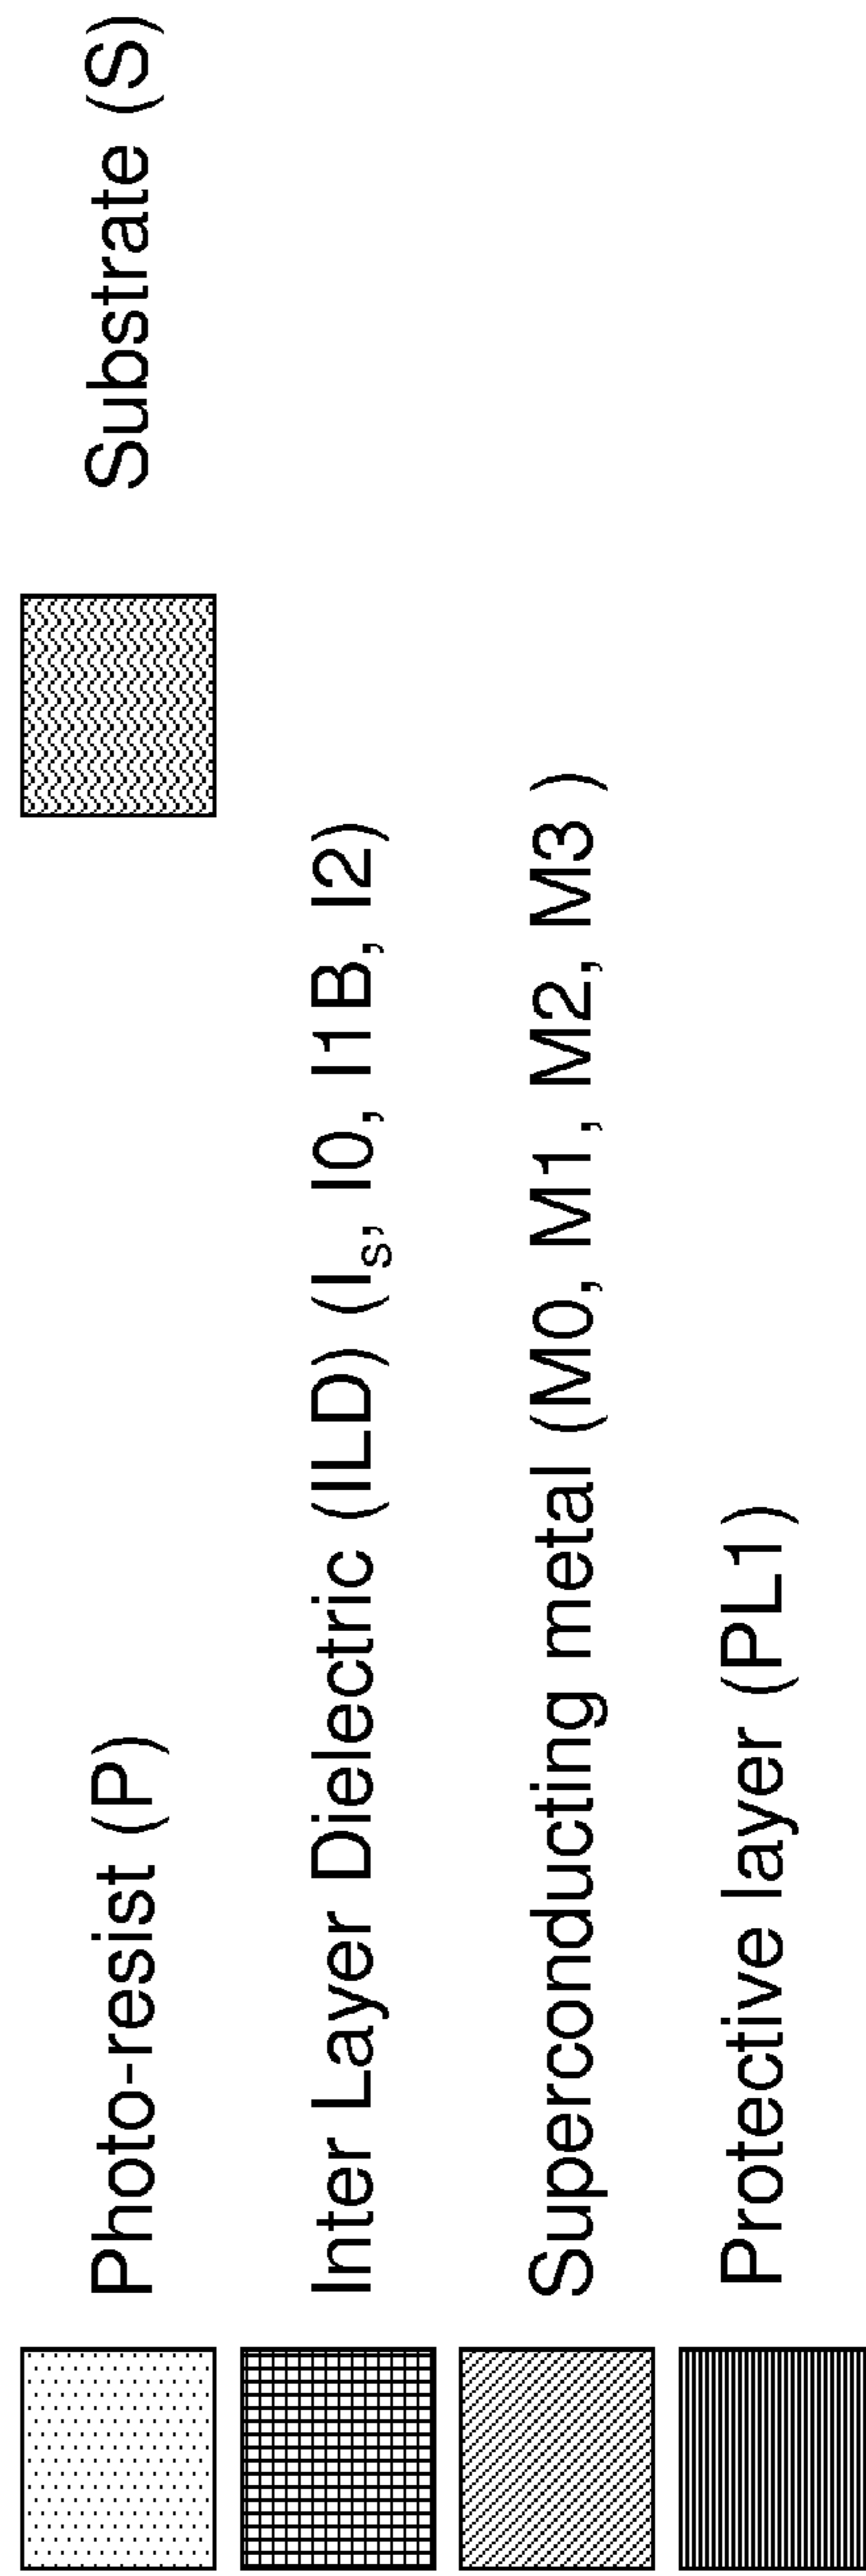 Photo-resist (P)
Substrate (S)
Inter Layer Dielectric (ILD) (Is, I0, I1B, I2)
Superconducting metal (M0, M1, M2, M3 )
Protective layer (PL1)